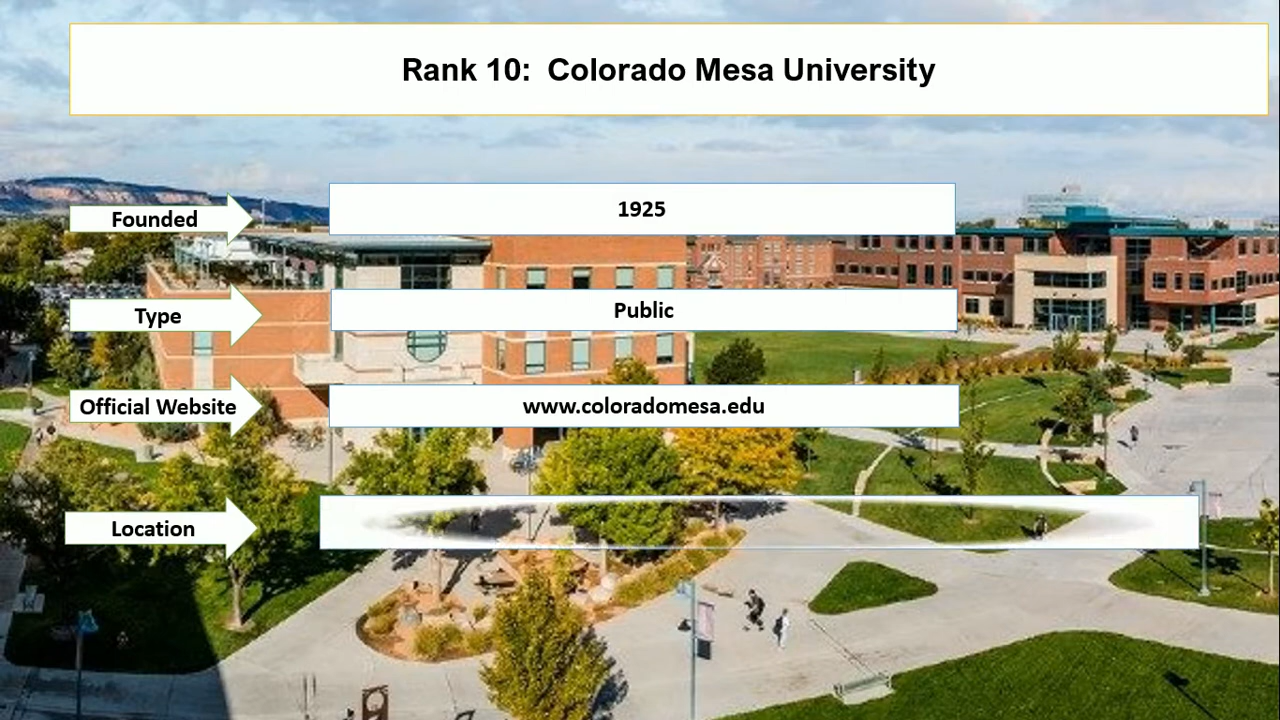 Rank 10:  Colorado Mesa University
Founded
1925
Type
Public
Official Website
www.coloradomesa.edu
Location